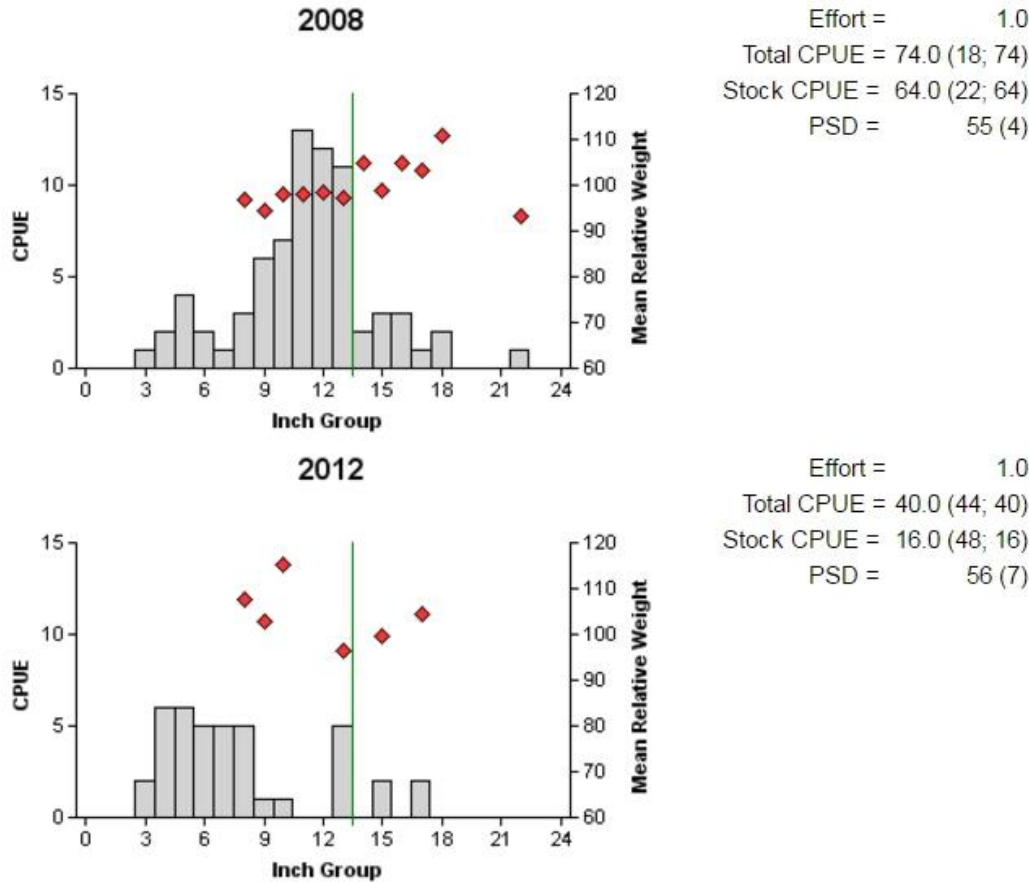 2008
Effort = 1.0
Total CPUE = 74.0 (18; 74)
Stock CPUE = 64.0 (22; 64)
PSD = 55 (4)
15
10
5
0
CPUE
120
110
100
90
80
70
60
Mean Relative Weight
0 3 6 9 12 15 18 21 24
Inch Group
2012
Effort = 1.0
Total CPUE = 40.0 (44; 40)
Stock CPUE = 16.0 (48; 16)
PSD = 56 (7)
15
10
5
0
CPUE
120
110
100
90
80
70
60
Mean Relative Weight
0 3 6 9 12 15 18 21 24
Inch Group